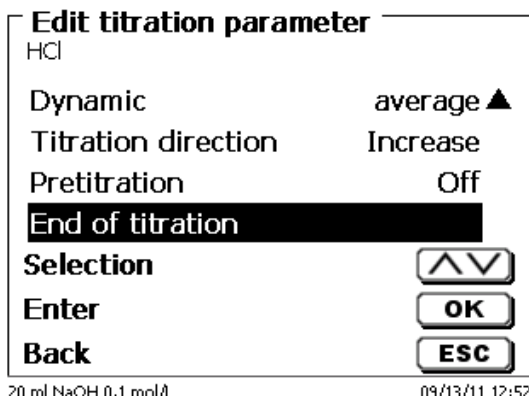 Edit titration parameter
HCl
Dynamic average ▲
Titration direction Increase
Pretitration Off
End of titration
Selection
Enter OK
Back ESC
20 ml NaOH 0.1 mol/l 09/13/11 12:52